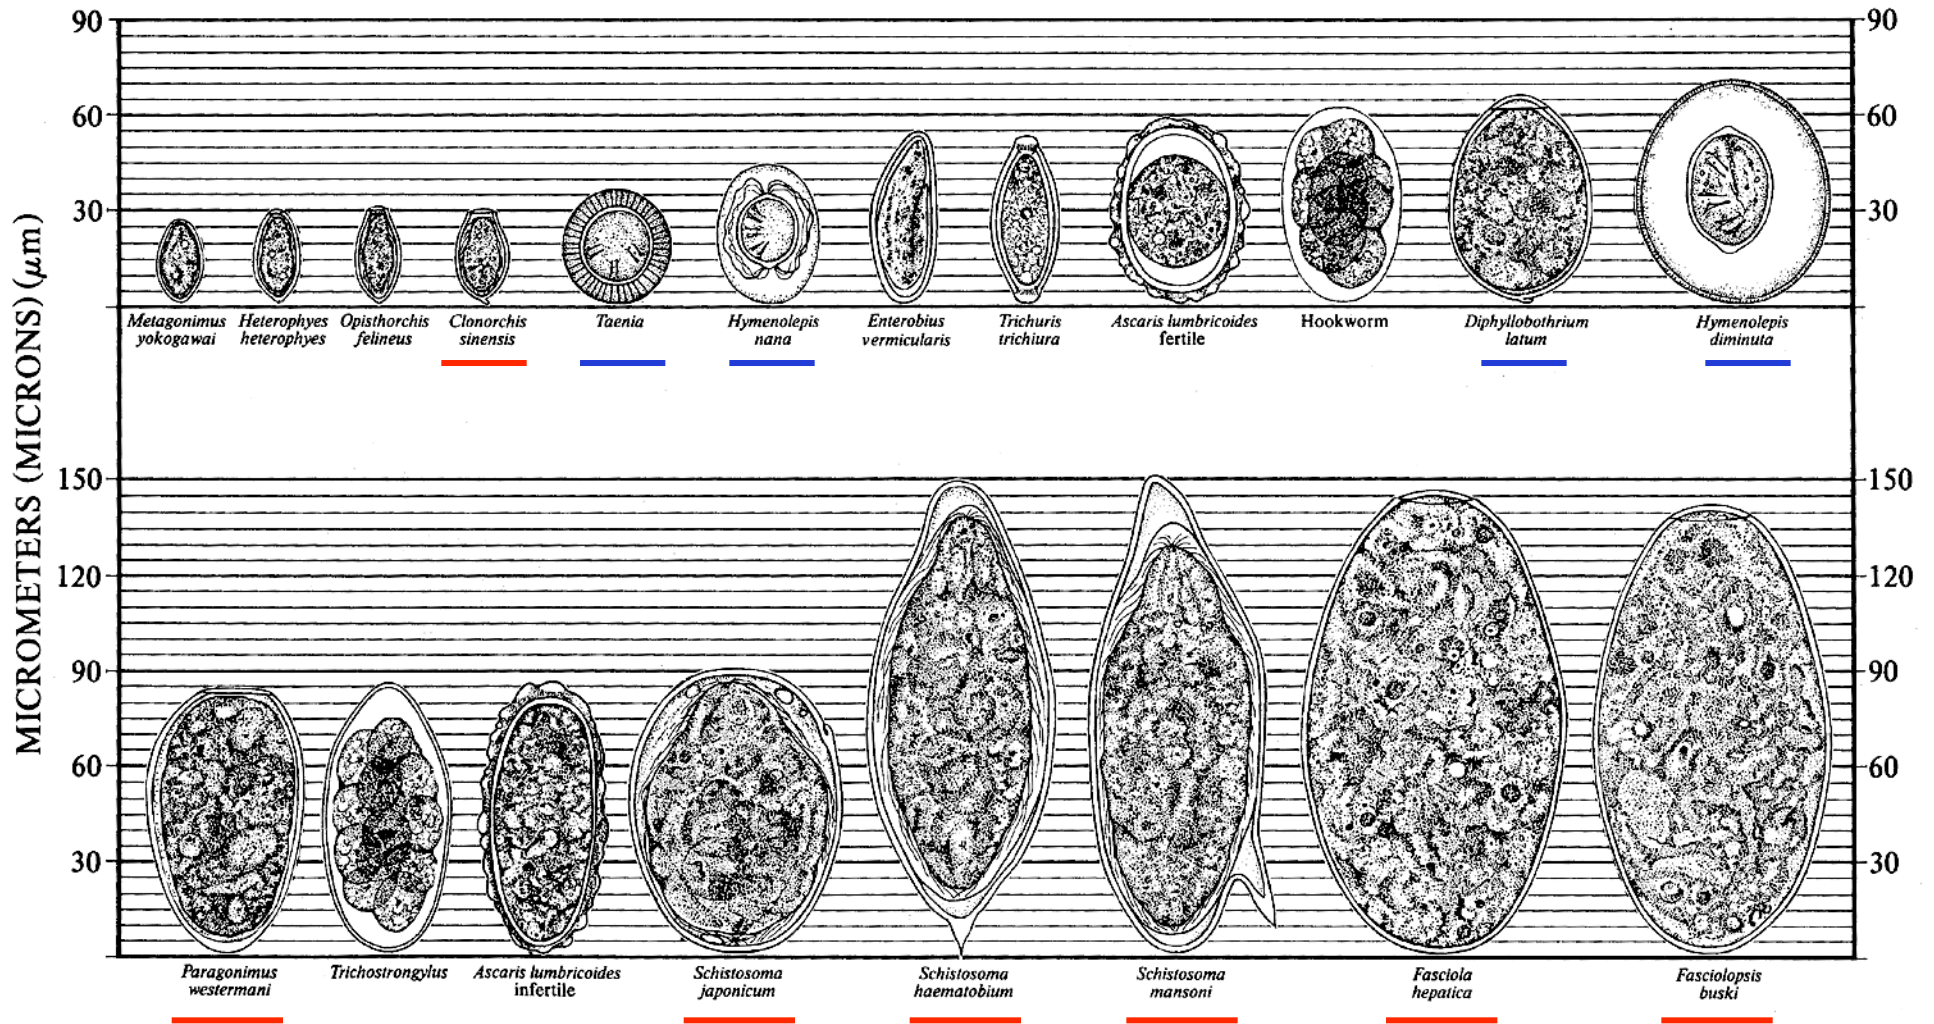 90
90
60
60
30
30
Metagonimus
yokogawai
Heterophyes
heterophyes
Opisthorchis
felineus
Clonorchis
sinensis
Taenia
Hymenolepis
nana
Enterobius
vermicularis
Trichuris
trichiura
Ascaris lumbricoides
fertile
Hookworm
Diphyllobothrium
latum
Hymenolepis
diminuta
MICROMETERS (MICRONS) (μm)
150
150
120
120
90
90
60
60
30
30
Paragonimus
westermani
Trichostrongylus
Ascaris lumbricoides
infertile
Schistosoma
japonicum
Schistosoma
haematobium
Schistosoma
mansoni
Fasciola
hepatica
Fasciolopsis
buski